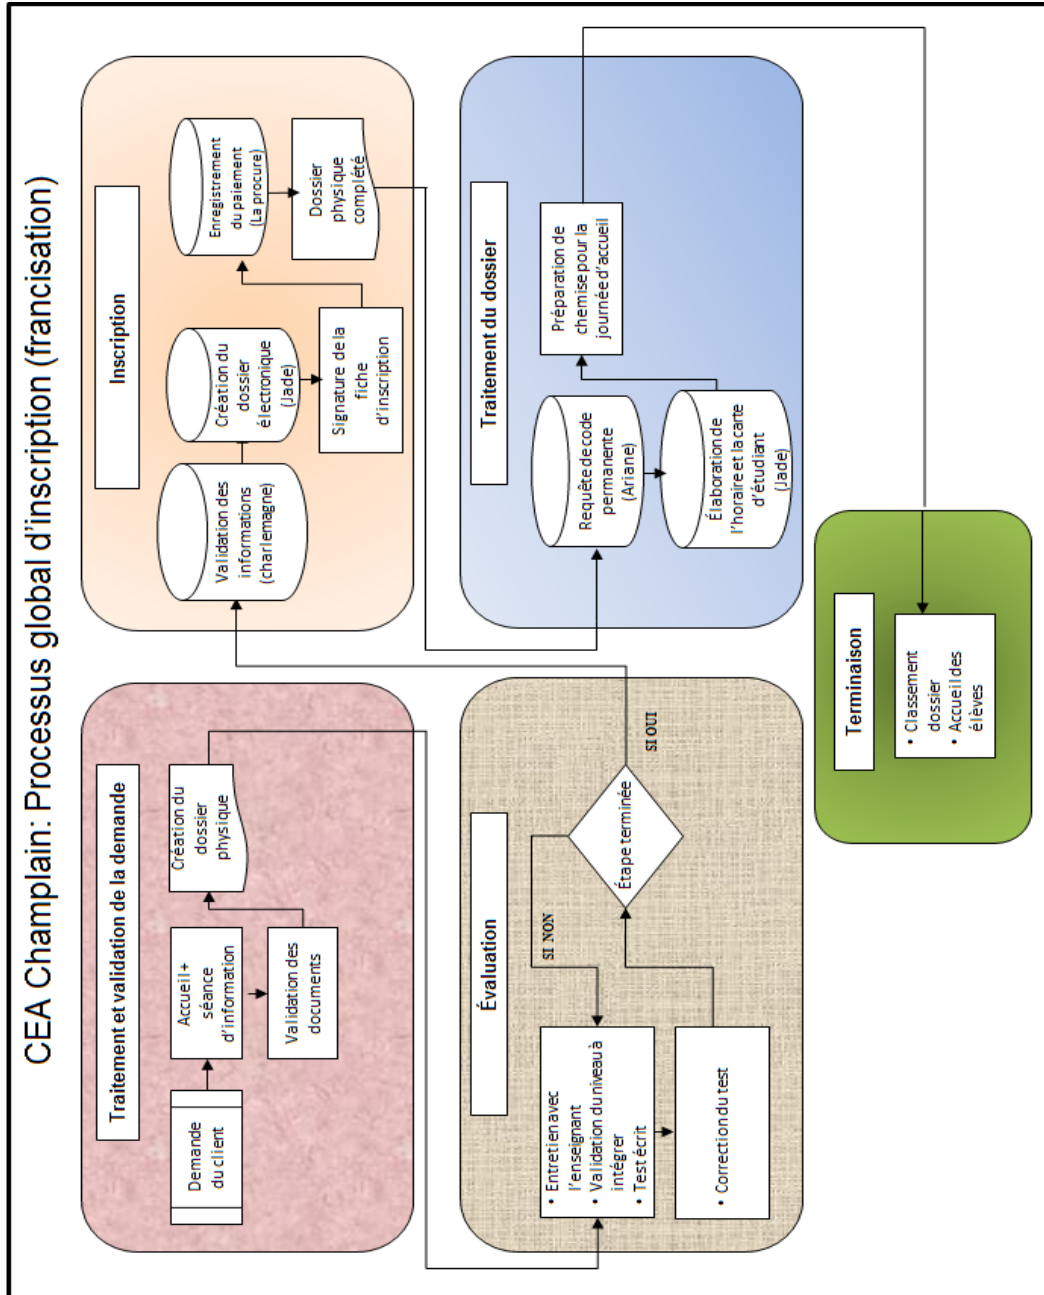 CEA Champlain: Processus global d'inscription (francisation)
Traitement et validation de la demande
Demande
du client
Accueil+
séance
d'information
Validation des
documents
Création du
dossier
physique
Évaluation
• Entretien avec
l'enseignant
• Validation du niveau à
intégrer
• Test écrit
• Correction du test
Étape terminée
SI NON
SI OUI
Inscription
Validation des
informations
(charlemagne)
Création du
dossier
électronique
(Jade)
Signature de la
fiche
d'inscription
Enregistrement
du paiement
(La procure)
Dossier
physique
complété
Traitement du dossier
Requête de code
permanente
(Ariane)
Élaboration de
l'horaire et la carte
d'étudiant
(Jade)
Préparation de
chemise pour la
journée d'accueil
Terminaison
• Classement
dossier
• Accueil des
élèves